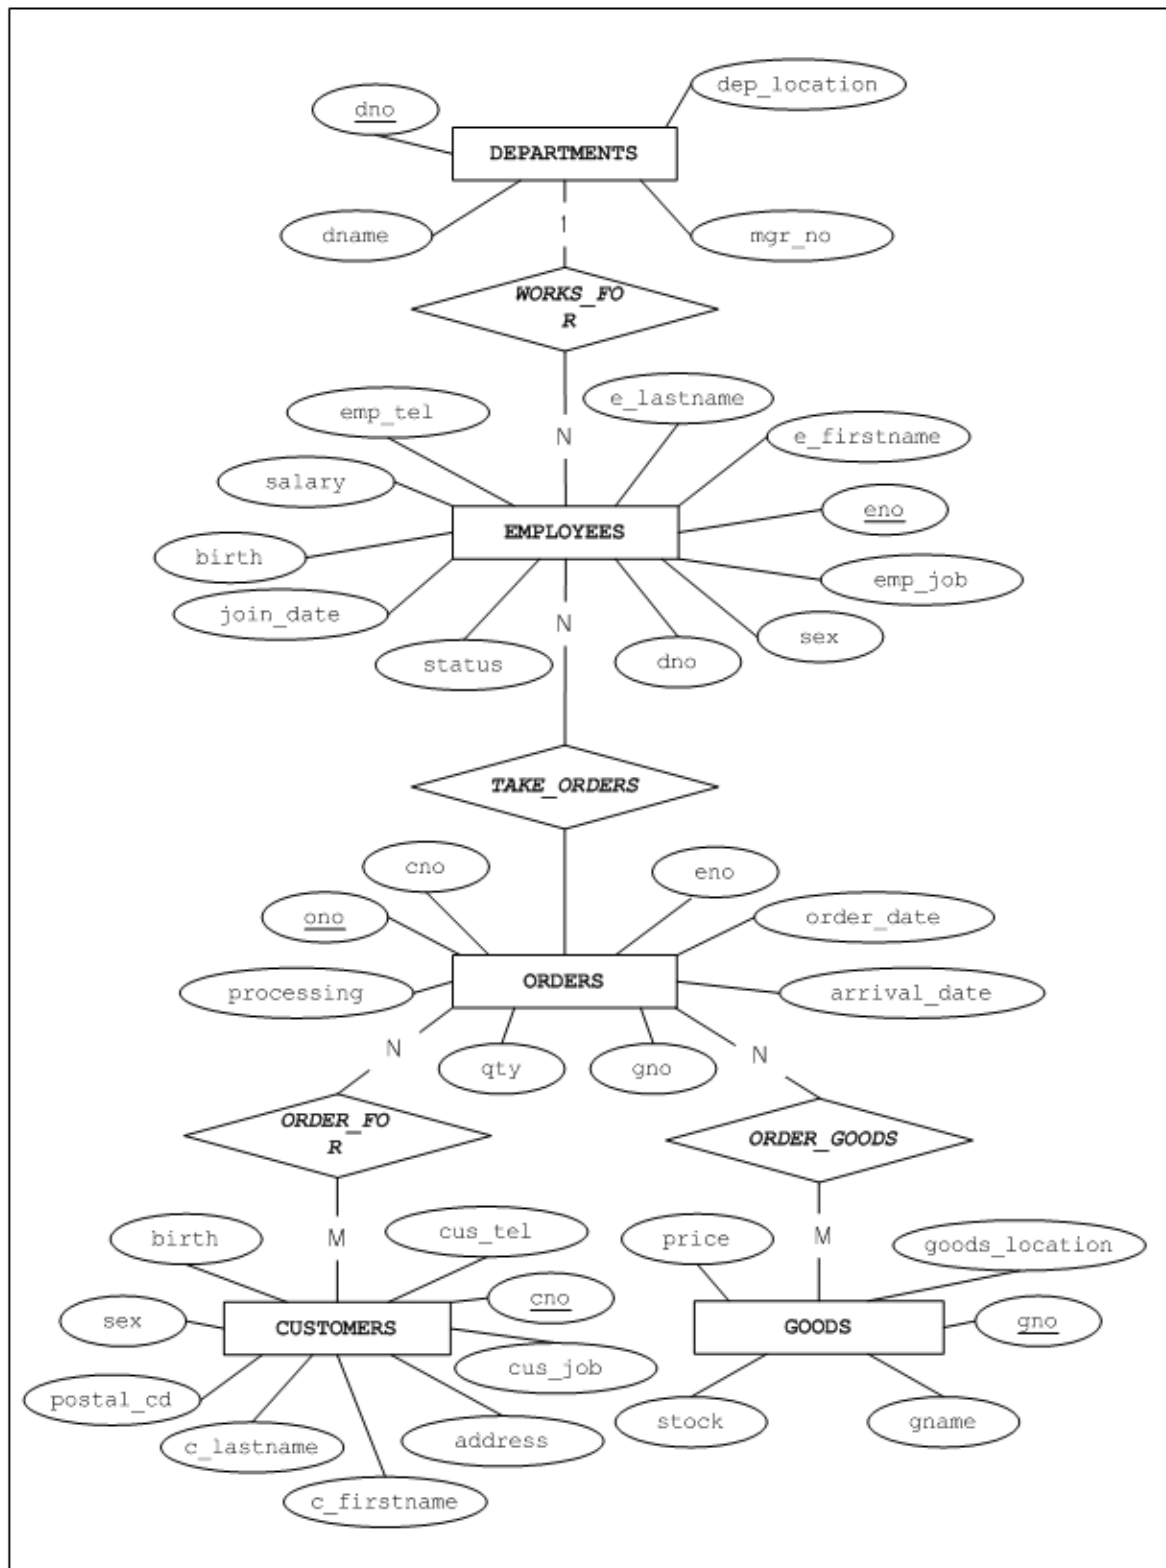 dep_location
dno
DEPARTMENTS
dname
mgr_no
1
WORKS_FO
R
e_lastname
emp_tel
N
e_firstname
salary
eno
EMPLOYEES
birth
emp_job
join_date
N
sex
status
dno
TAKE_ORDERS
cno
eno
ono
order_date
ORDERS
processing
arrival_date
N
qty
gno
N
ORDER_FO
R
ORDER_GOODS
birth
M
cus_tel
price
M
goods_location
cno
sex
CUSTOMERS
GOODS
gno
cus_job
postal_cd
c_lastname
address
stock
gname
c_firstname